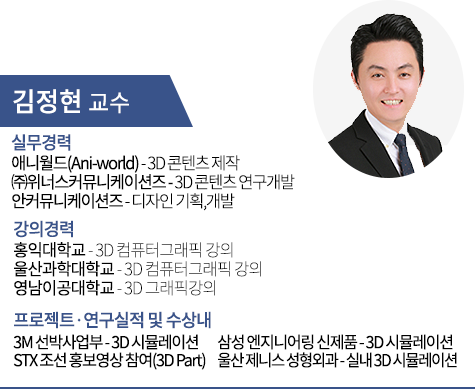 김정현 교수
실무경력
애니월드(Ani-world) - 3D 콘텐츠 제작
㈜위너스커뮤니케이션즈 - 3D 콘텐츠 연구개발
안커뮤니케이션즈 - 디자인 기획,개발
강의경력
홍익대학교 - 3D 컴퓨터그래픽 강의
울산과학대학교 - 3D 컴퓨터그래픽 강의
영남이공대학교 - 3D 그래픽강의
프로젝트 · 연구실적 및 수상내
3M 선박사업부 - 3D 시뮬레이션 삼성 엔지니어링 신제품 - 3D 시뮬레이션
STX 조선 홍보영상 참여(3D Part) 울산 제니스 성형외과 - 실내 3D 시뮬레이션